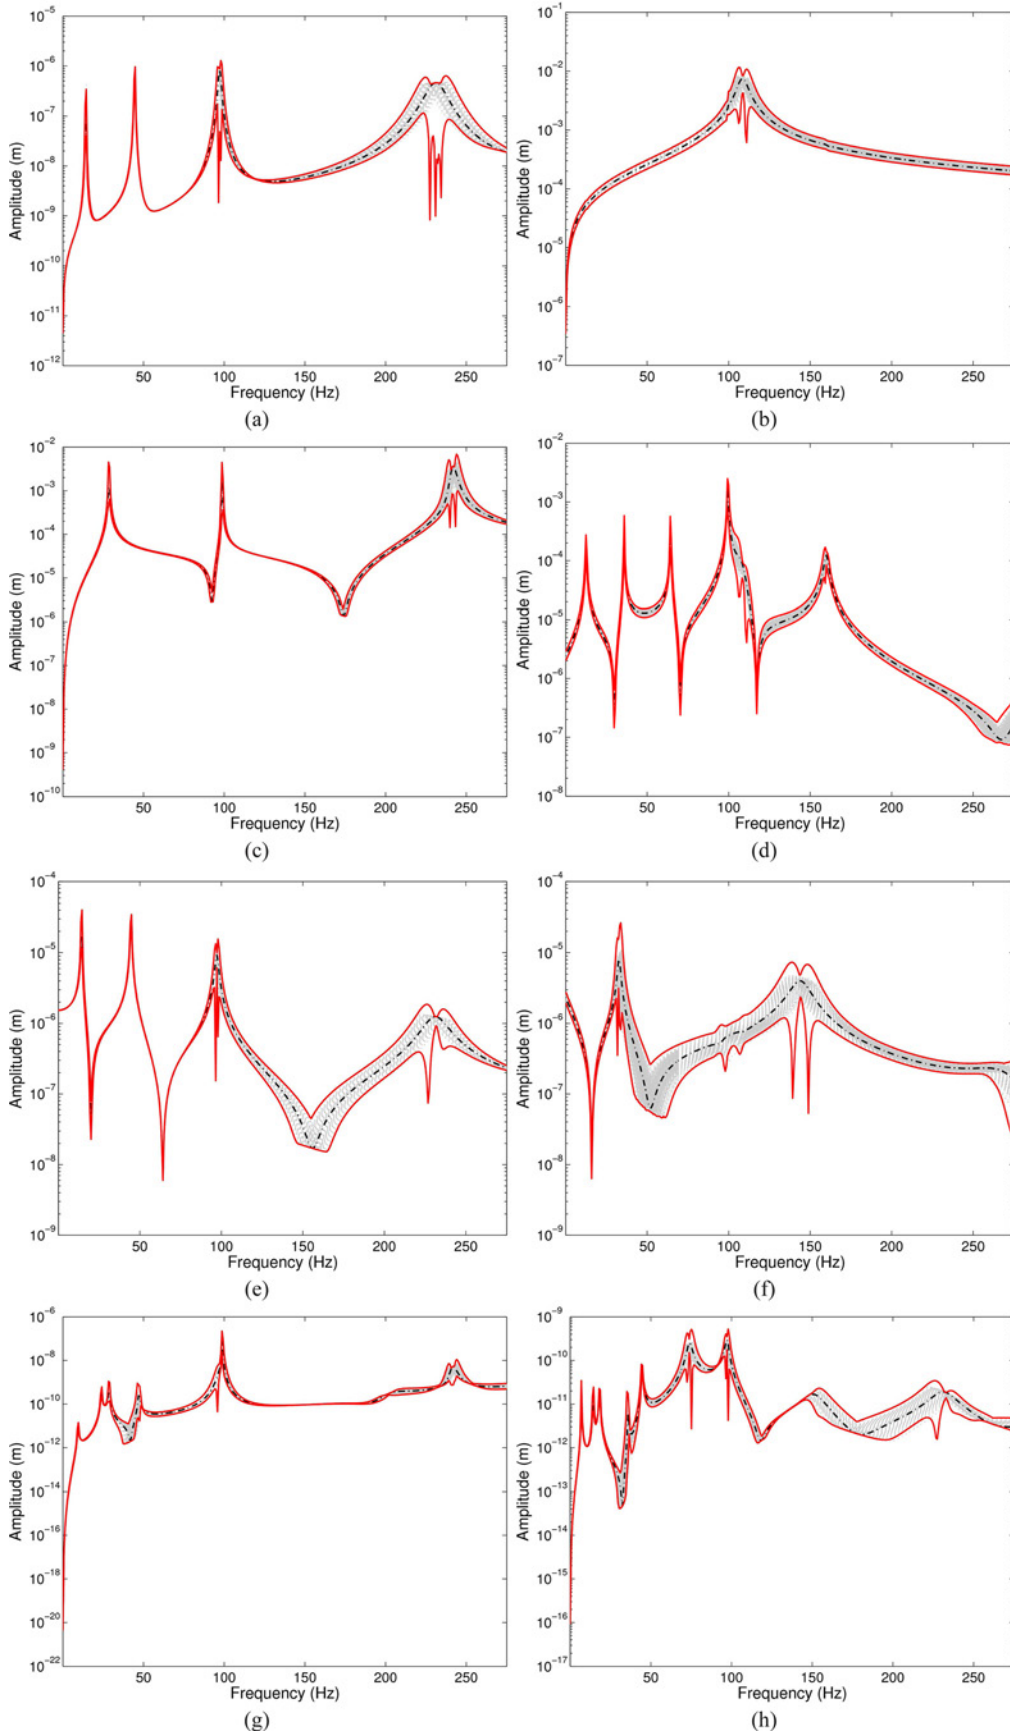 10⁻⁵
10⁻⁶
10⁻⁷
10⁻⁸
10⁻⁹
10⁻¹⁰
10⁻¹¹
10⁻¹²
Amplitude (m)
50 100 150 200 250
Frequency (Hz)
(a)
10⁻¹
10⁻²
10⁻³
10⁻⁴
10⁻⁵
10⁻⁶
10⁻⁷
Amplitude (m)
50 100 150 200 250
Frequency (Hz)
(b)
10⁻²
10⁻³
10⁻⁴
10⁻⁵
10⁻⁶
10⁻⁷
10⁻⁸
10⁻⁹
10⁻¹⁰
Amplitude (m)
50 100 150 200 250
Frequency (Hz)
(c)
10⁻²
10⁻³
10⁻⁴
10⁻⁵
10⁻⁶
10⁻⁷
10⁻⁸
Amplitude (m)
50 100 150 200 250
Frequency (Hz)
(d)
10⁻⁴
10⁻⁵
10⁻⁶
10⁻⁷
10⁻⁸
10⁻⁹
Amplitude (m)
50 100 150 200 250
Frequency (Hz)
(e)
10⁻⁴
10⁻⁵
10⁻⁶
10⁻⁷
10⁻⁸
10⁻⁹
Amplitude (m)
50 100 150 200 250
Frequency (Hz)
(f)
10⁻⁶
10⁻⁸
10⁻¹⁰
10⁻¹²
10⁻¹⁴
10⁻¹⁶
10⁻¹⁸
10⁻²⁰
10⁻²²
Amplitude (m)
50 100 150 200 250
Frequency (Hz)
(g)
10⁻⁹
10⁻¹⁰
10⁻¹¹
10⁻¹²
10⁻¹³
10⁻¹⁴
10⁻¹⁵
10⁻¹⁶
10⁻¹⁷
Amplitude (m)
50 100 150 200 250
Frequency (Hz)
(h)